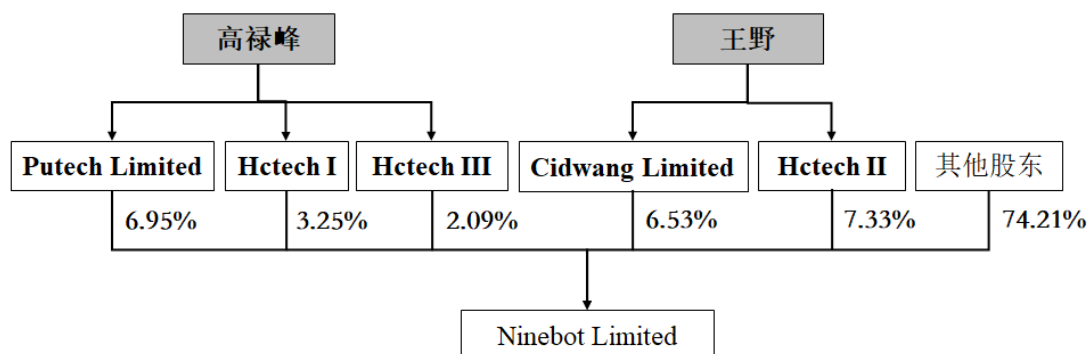 高禄峰
王野
Putech Limited
Hctech I
Hctech III
Cidwang Limited
Hctech II
其他股东
6.95%
3.25%
2.09%
6.53%
7.33%
74.21%
Ninebot Limited